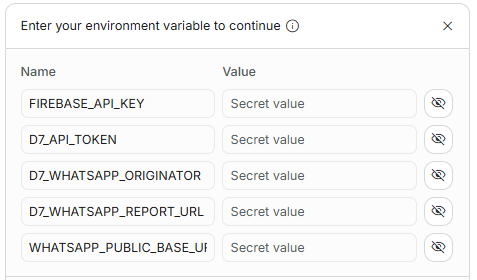 Enter your environment variable to continue
Name Value
FIREBASE_API_KEY Secret value
D7_API_TOKEN Secret value
D7_WHATSAPP_ORIGINATOR Secret value
D7_WHATSAPP_REPORT_URL Secret value
WHATSAPP_PUBLIC_BASE_UR Secret value